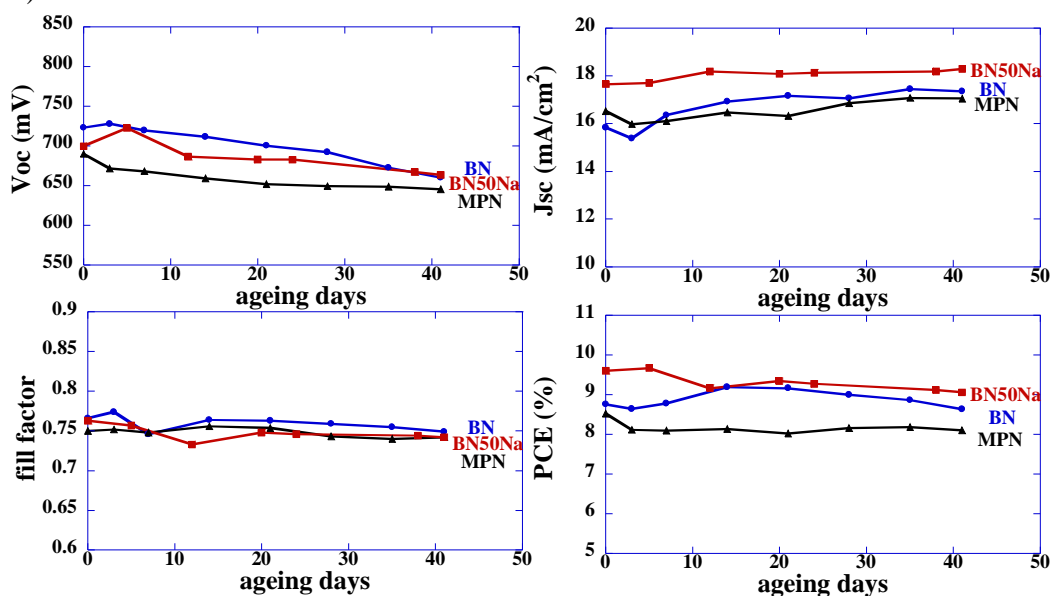 )
850
800
750
700
650
600
550
Voc (mV)
BN
BN50Na
MPN
0 10 20 30 40 50
ageing days
20
18
16
14
12
10
Jsc (mA/cm²)
BN50Na
BN
MPN
0 10 20 30 40 50
ageing days
0.9
0.85
0.8
0.75
0.7
0.65
0.6
fill factor
BN
BN50Na
MPN
0 10 20 30 40 50
ageing days
11
10
9
8
7
6
5
PCE (%)
BN50Na
BN
MPN
0 10 20 30 40 50
ageing days